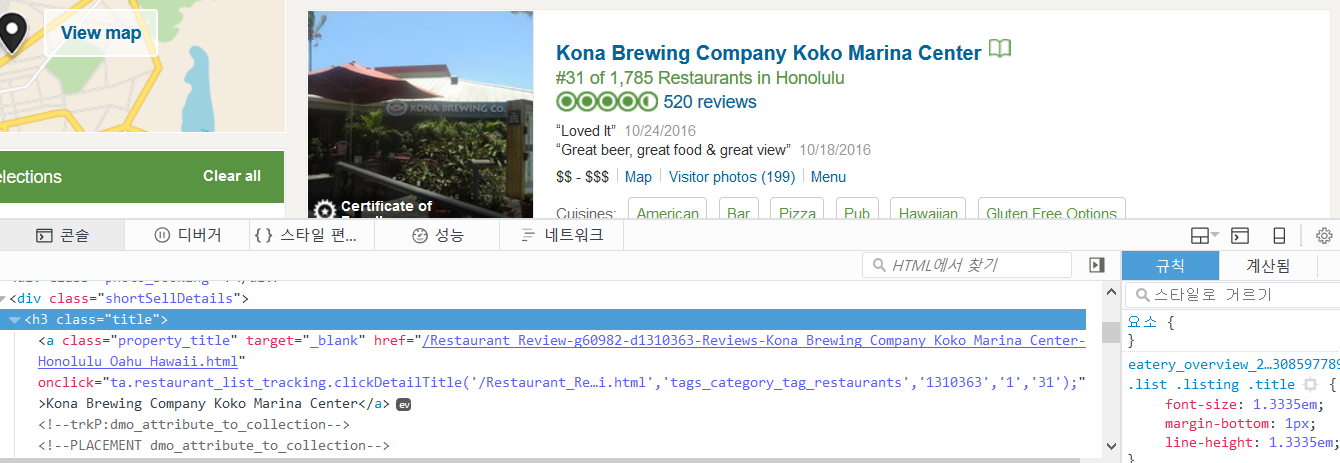 View map
elections
Clear all
KONA BREWING CO.
Certificate of
Kona Brewing Company Koko Marina Center
#31 of 1,785 Restaurants in Honolulu
520 reviews
“Loved It” 10/24/2016
“Great beer, great food & great view” 10/18/2016
$$ - $$$ Map Visitor photos (199) Menu
Cuisines: American Bar Pizza Pub Hawaiian Gluten Free Options
콘솔 디버거 { } 스타일 편... 성능 네트워크
HTML에서 찾기
규칙 계산됨
<div class="shortSellDetails">
<h3 class="title">
<a class="property_title" target="_blank" href="/Restaurant_Review-g60982-d1310363-Reviews-Kona_Brewing_Company_Koko_Marina_Center-
Honolulu_Oahu_Hawaii.html"
onclick="ta.restaurant_list_tracking.clickDetailTitle('/Restaurant_Re…i.html','tags_category_tag_restaurants','1310363','1','31');"
>Kona Brewing Company Koko Marina Center</a> ev
<!--trkP:dmo_attribute_to_collection-->
<!--PLACEMENT dmo_attribute_to_collection-->
스타일로 거르기
요소 {
}
eatery_overview_2…308597789
.list .listing .title {
font-size: 1.3335em;
margin-bottom: 1px;
line-height: 1.3335em;
}